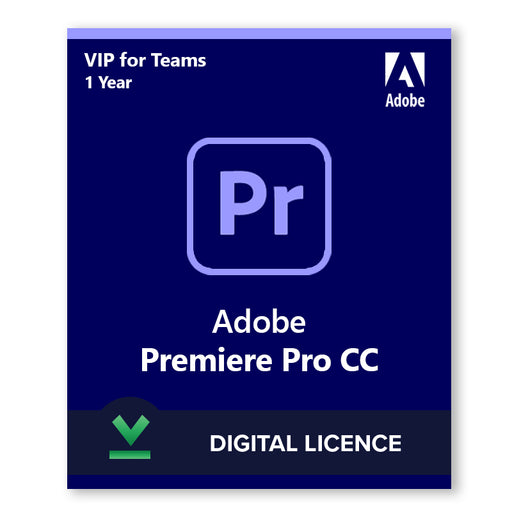 VIP for Teams
1 Year
Adobe
Pr
Adobe
Premiere Pro CC
DIGITAL LICENCE